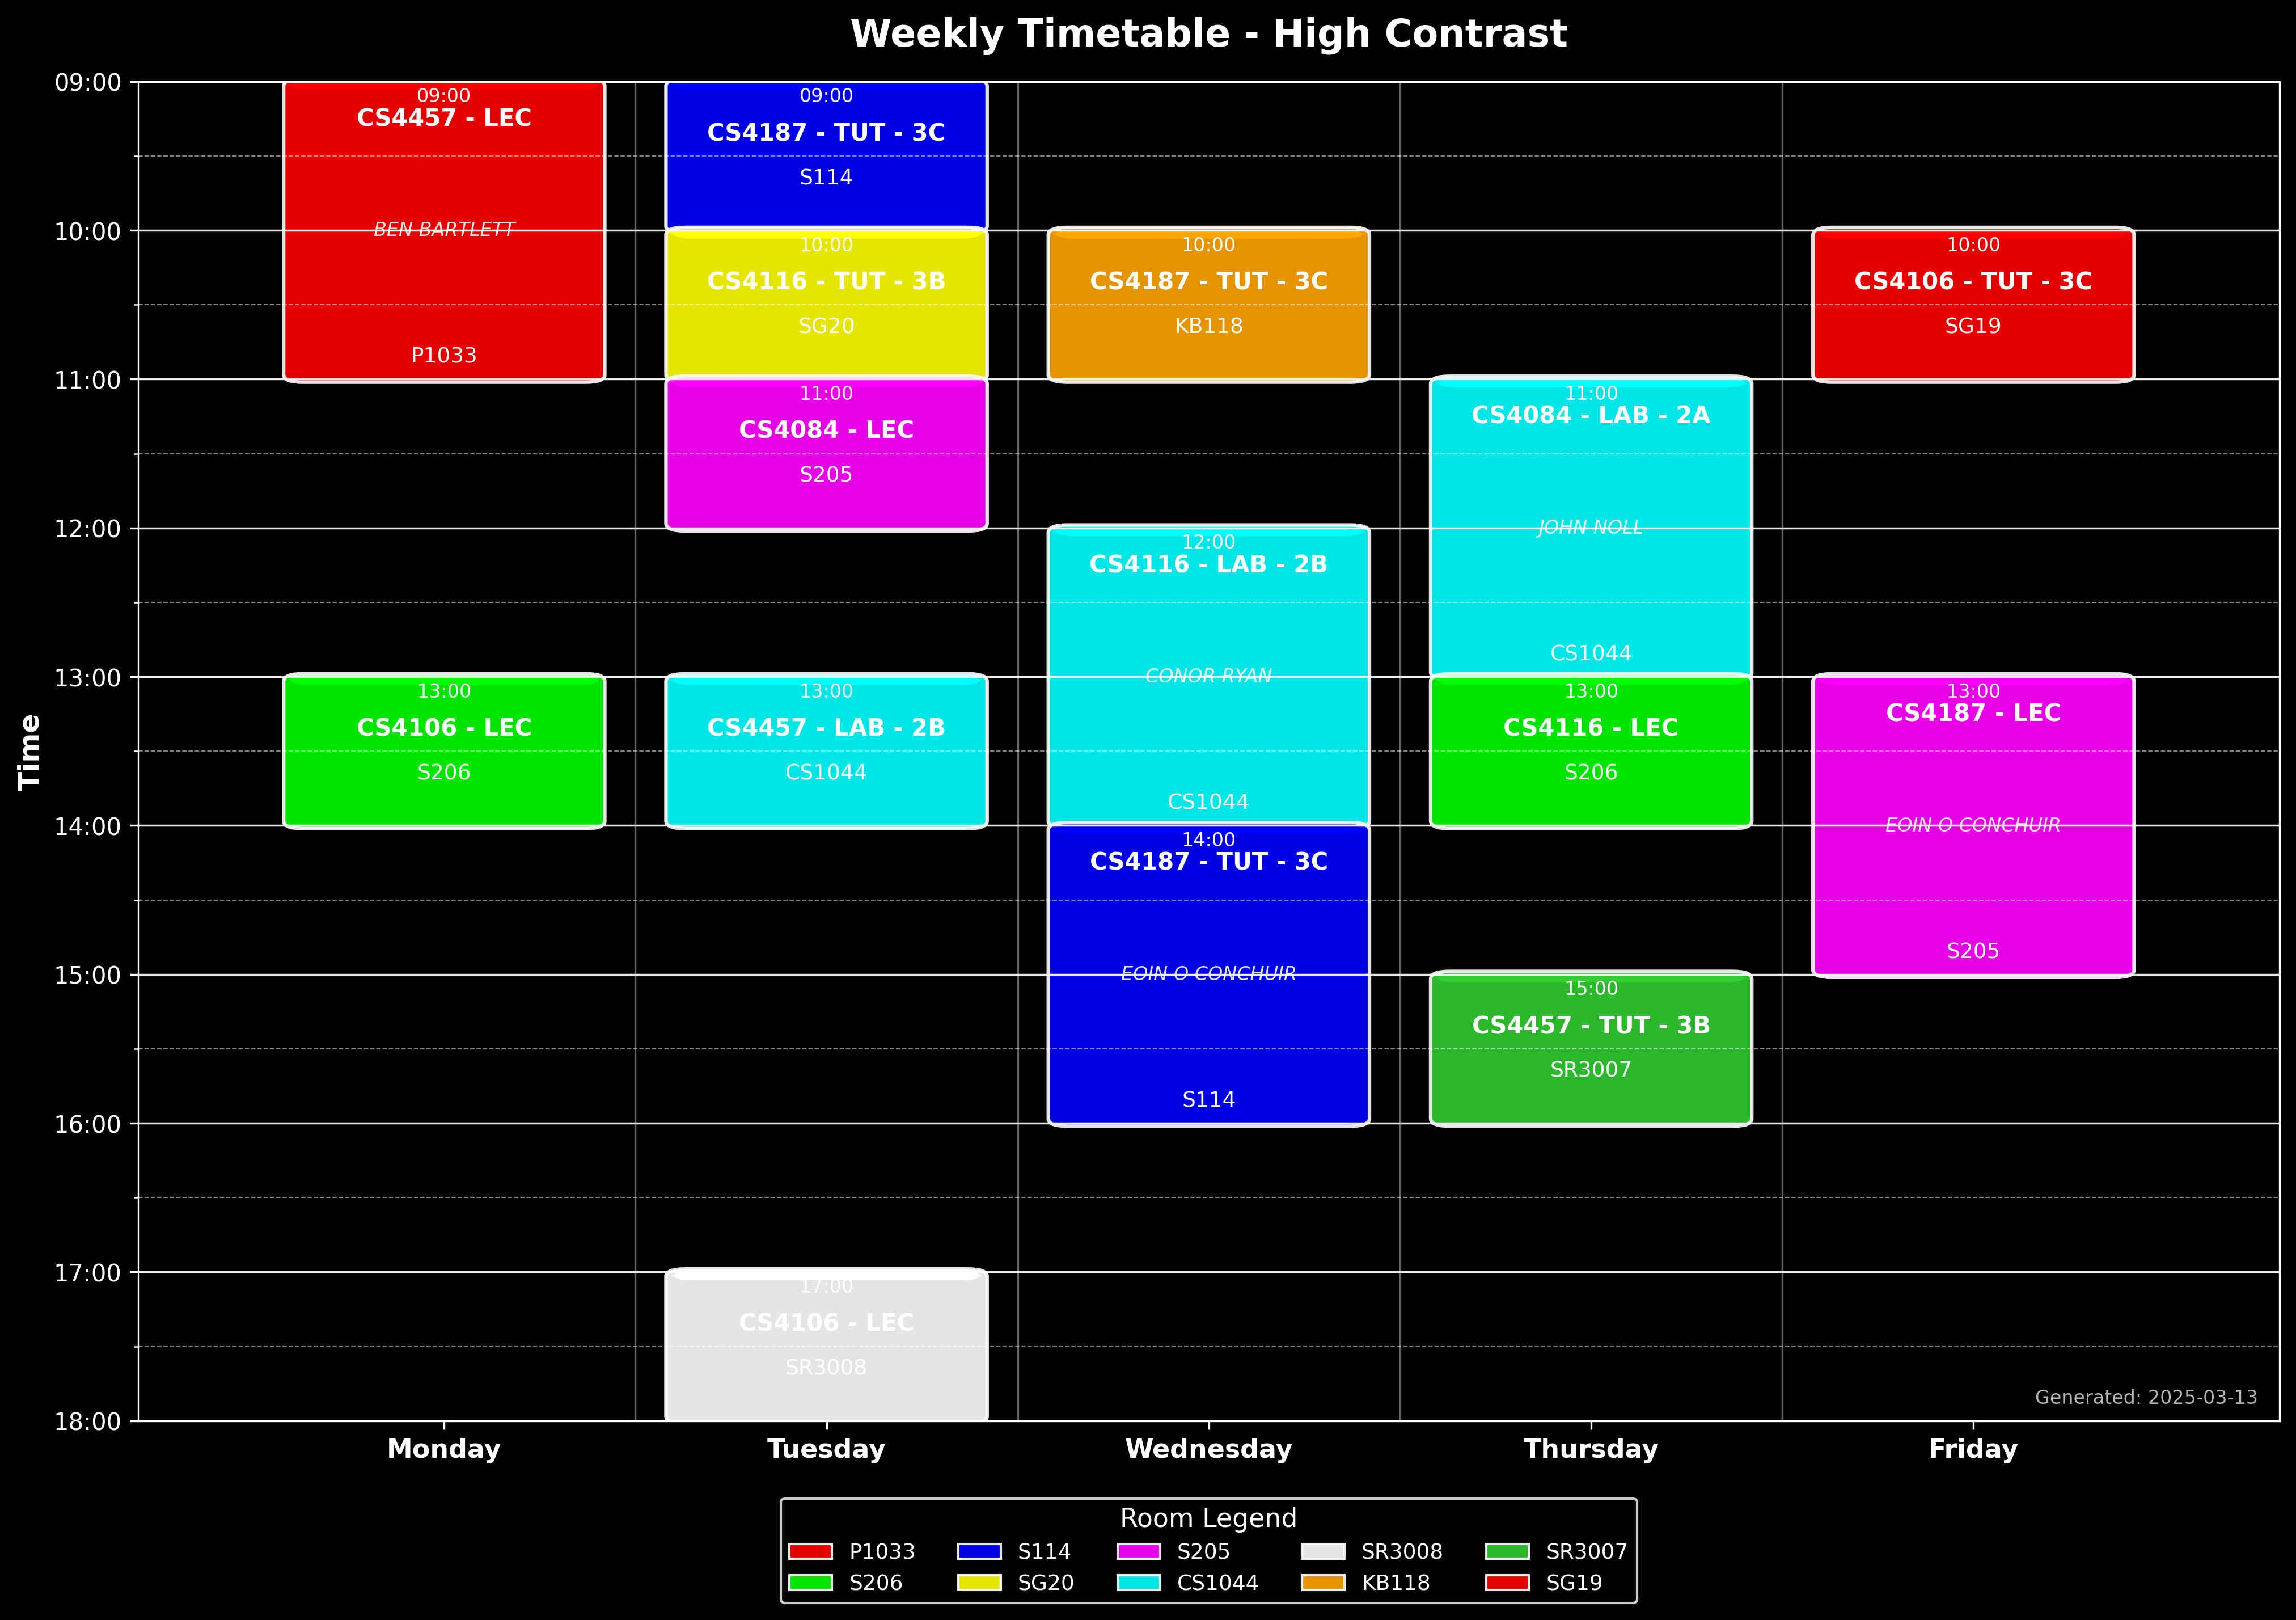 Weekly Timetable - High Contrast
Time
09:00
10:00
11:00
12:00
13:00
14:00
15:00
16:00
17:00
18:00
09:00
CS4457 - LEC
BEN BARTLETT
P1033
13:00
CS4106 - LEC
S206
09:00
CS4187 - TUT - 3C
S114
10:00
CS4116 - TUT - 3B
SG20
11:00
CS4084 - LEC
S205
13:00
CS4457 - LAB - 2B
CS1044
17:00
CS4106 - LEC
SR3008
10:00
CS4187 - TUT - 3C
KB118
12:00
CS4116 - LAB - 2B
CONOR RYAN
CS1044
14:00
CS4187 - TUT - 3C
EOIN O CONCHUIR
S114
11:00
CS4084 - LAB - 2A
JOHN NOLL
CS1044
13:00
CS4116 - LEC
S206
15:00
CS4457 - TUT - 3B
SR3007
10:00
CS4106 - TUT - 3C
SG19
13:00
CS4187 - LEC
EOIN O CONCHUIR
S205
Generated: 2025-03-13
Monday
Tuesday
Wednesday
Thursday
Friday
Room Legend
P1033
S206
S114
SG20
S205
CS1044
SR3008
KB118
SR3007
SG19